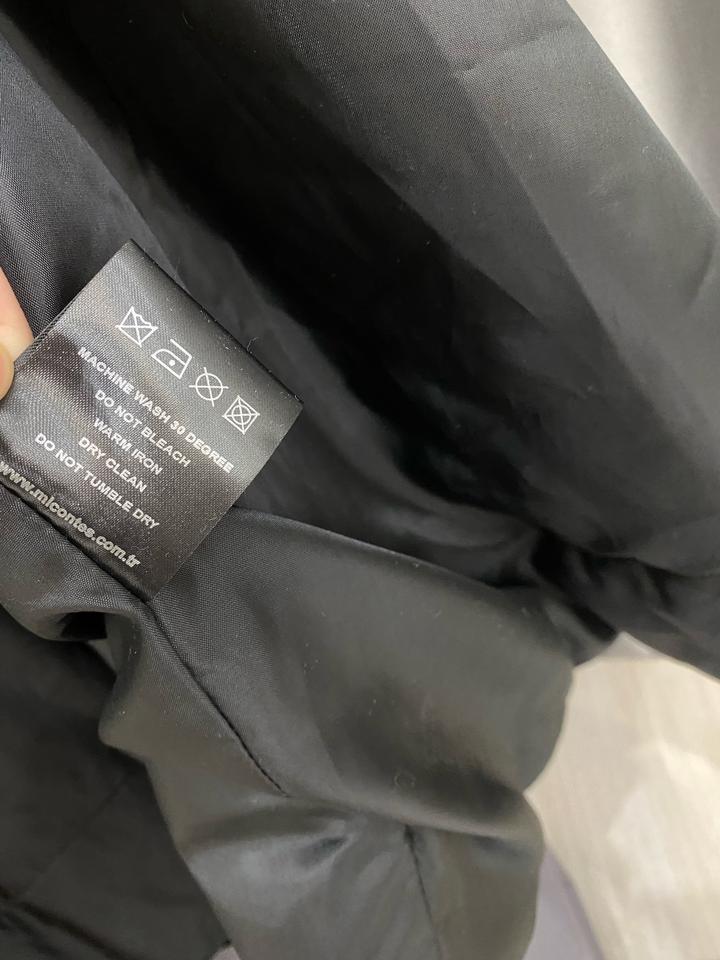 MACHINE WASH 30 DEGREE
DO NOT BLEACH
WARM IRON
DRY CLEAN
DO NOT TUMBLE DRY
www.micontes.com.tr